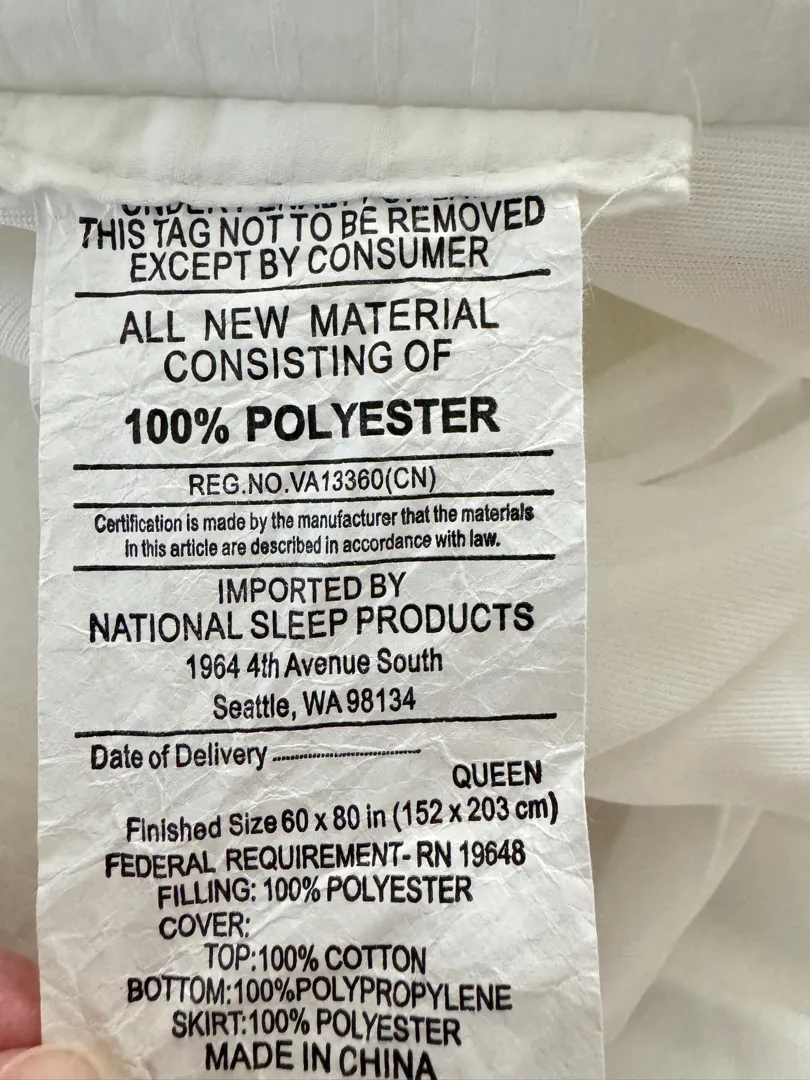 THIS TAG NOT TO BE REMOVED
EXCEPT BY CONSUMER
ALL NEW MATERIAL
CONSISTING OF
100% POLYESTER
REG.NO.VA13360(CN)
Certification is made by the manufacturer that the materials
in this article are described in accordance with law.
IMPORTED BY
NATIONAL SLEEP PRODUCTS
1964 4th Avenue South
Seattle, WA 98134
Date of Delivery
QUEEN
Finished Size 60 x 80 in (152 x 203 cm)
FEDERAL REQUIREMENT- RN 19648
FILLING: 100% POLYESTER
COVER:
TOP:100% COTTON
BOTTOM:100%POLYPROPYLENE
SKIRT:100% POLYESTER
MADE IN CHINA